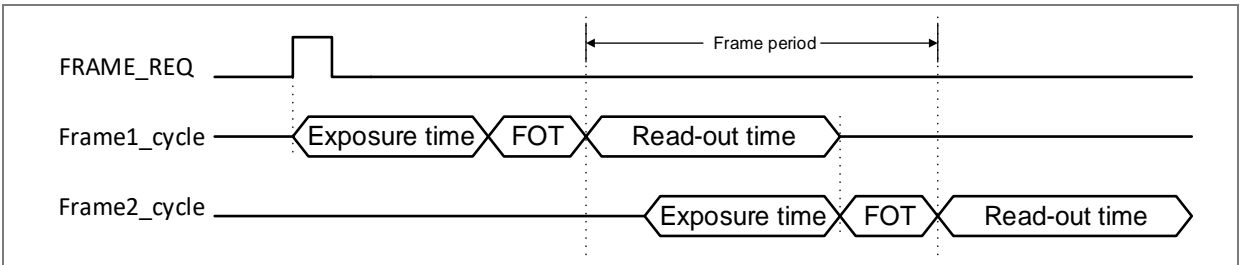 Frame period
FRAME_REQ
Frame1_cycle Exposure time FOT Read-out time
Frame2_cycle Exposure time FOT Read-out time